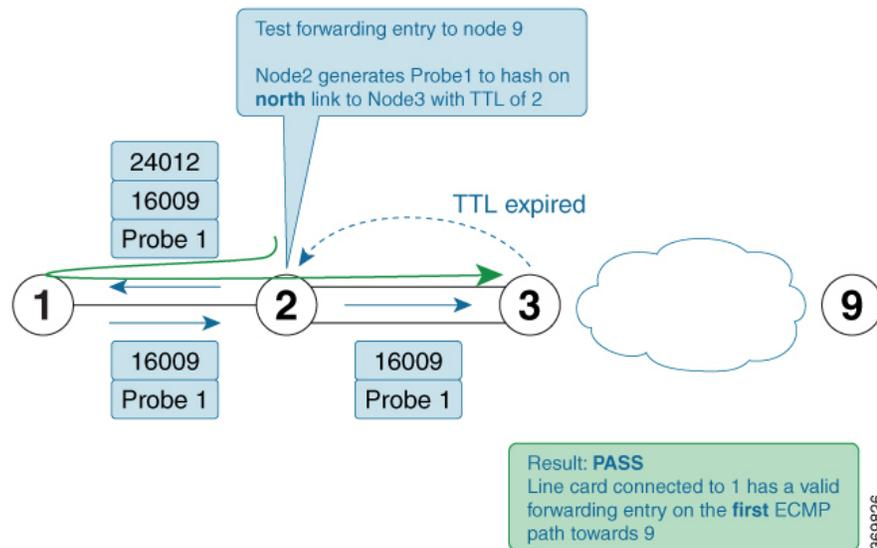 Test forwarding entry to node 9
Node2 generates Probe1 to hash on
north link to Node3 with TTL of 2
24012
16009
Probe 1
TTL expired
1
2
3
9
16009
Probe 1
16009
Probe 1
Result: PASS
Line card connected to 1 has a valid
forwarding entry on the first ECMP
path towards 9